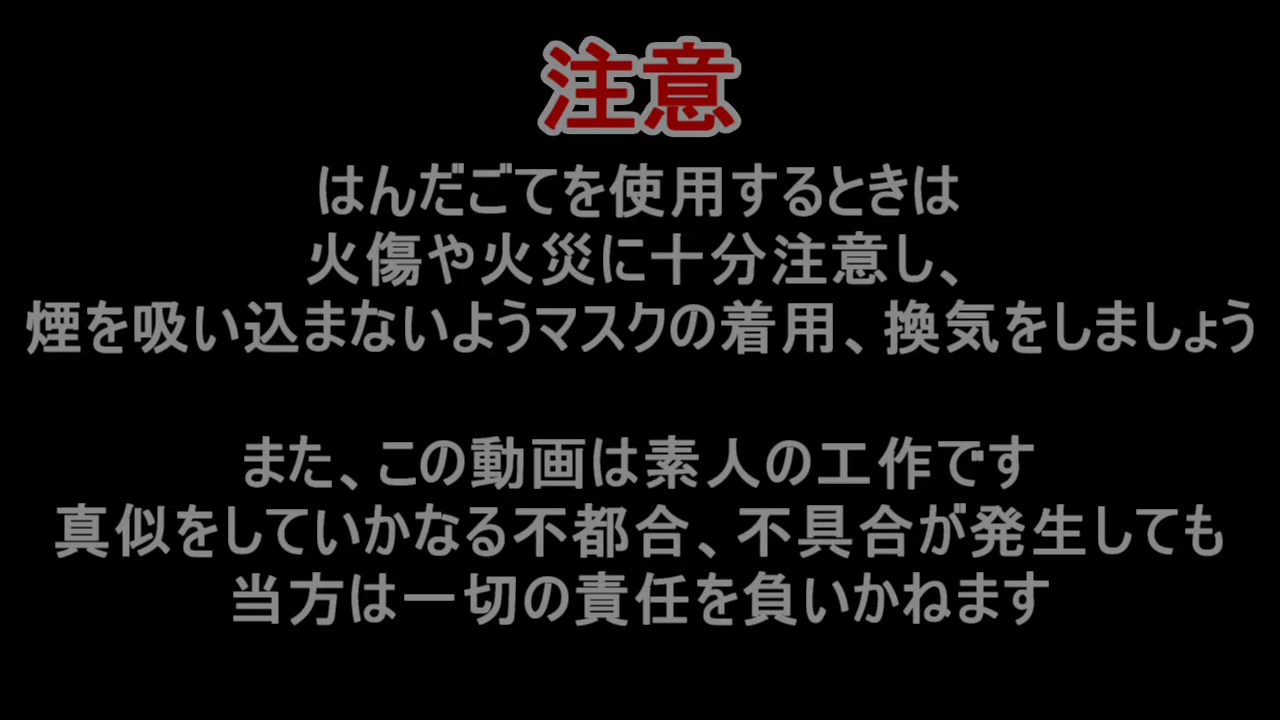 注意
はんだごてを使用するときは
火傷や火災に十分注意し、
煙を吸い込まないようマスクの着用、換気をしましょう
また、この動画は素人の工作です
真似をしていかなる不都合、不具合が発生しても
当方は一切の責任を負いかねます